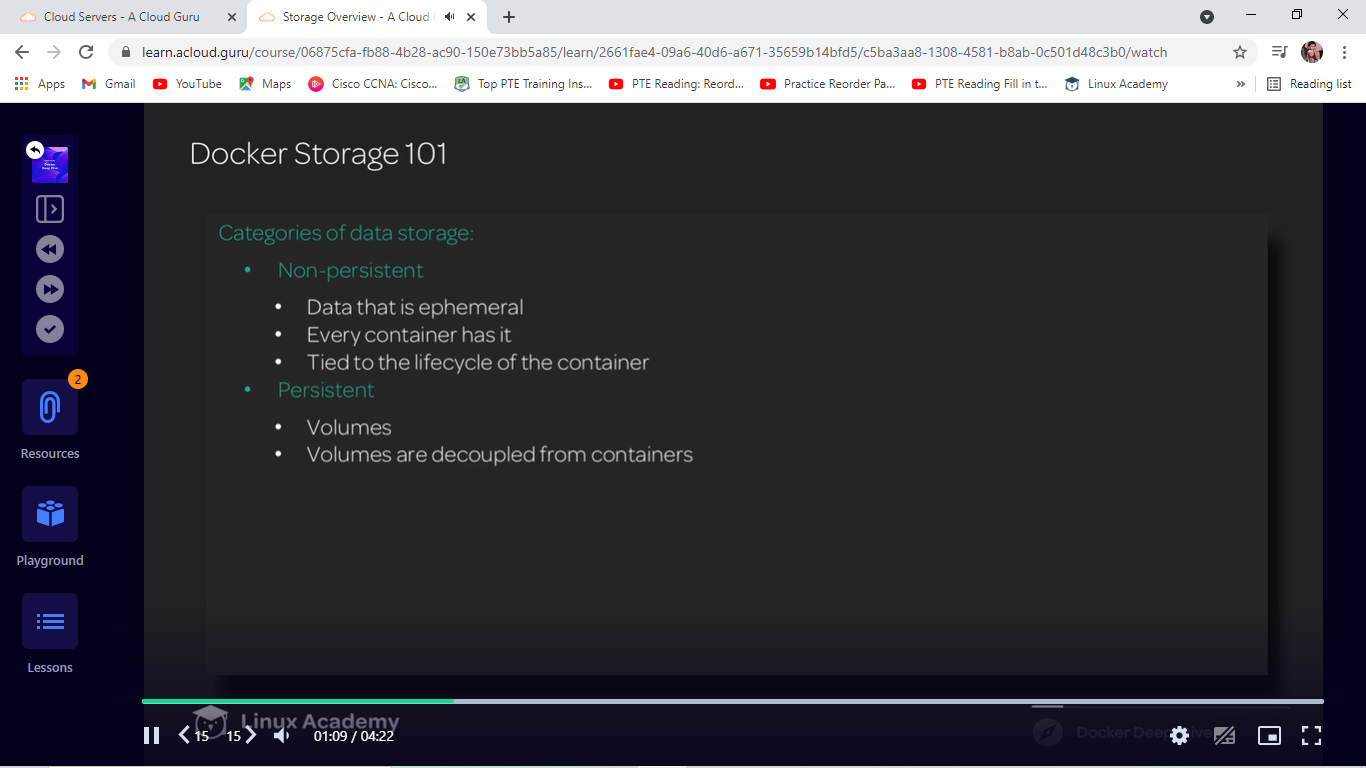 Cloud Servers - A Cloud Guru
Storage Overview - A Cloud
learn.acloud.guru/course/06875cfa-fb88-4b28-ac90-150e73bb5a85/learn/2661fae4-09a6-40d6-a671-35659b14bfd5/c5ba3aa8-1308-4581-b8ab-0c501d48c3b0/watch
Apps Gmail YouTube Maps Cisco CCNA: Cisco... Top PTE Training Ins... PTE Reading: Reord... Practice Reorder Pa... PTE Reading Fill in t... Linux Academy » Reading list
Docker Storage 101
Categories of data storage:
• Non-persistent
• Data that is ephemeral
• Every container has it
• Tied to the lifecycle of the container
• Persistent
• Volumes
• Volumes are decoupled from containers
2
Resources
Playground
Lessons
Linux Academy
15 15 01:09 / 04:22
Docker Deep Dive